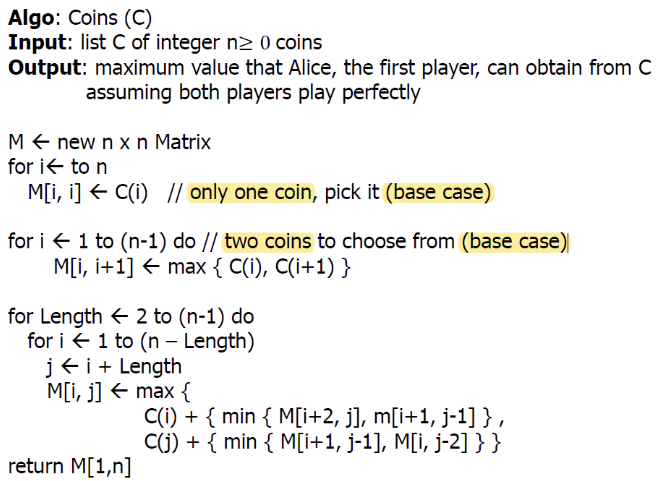 Algo: Coins (C)
Input: list C of integer n≥ 0 coins
Output: maximum value that Alice, the first player, can obtain from C
assuming both players play perfectly
M ← new n x n Matrix
for i← to n
M[i, i] ← C(i) // only one coin, pick it (base case)
for i ← 1 to (n-1) do // two coins to choose from (base case)
M[i, i+1] ← max { C(i), C(i+1) }
for Length ← 2 to (n-1) do
for i ← 1 to (n – Length)
j ← i + Length
M[i, j] ← max {
C(i) + { min { M[i+2, j], m[i+1, j-1] } ,
C(j) + { min { M[i+1, j-1], M[i, j-2] } }
return M[1,n]